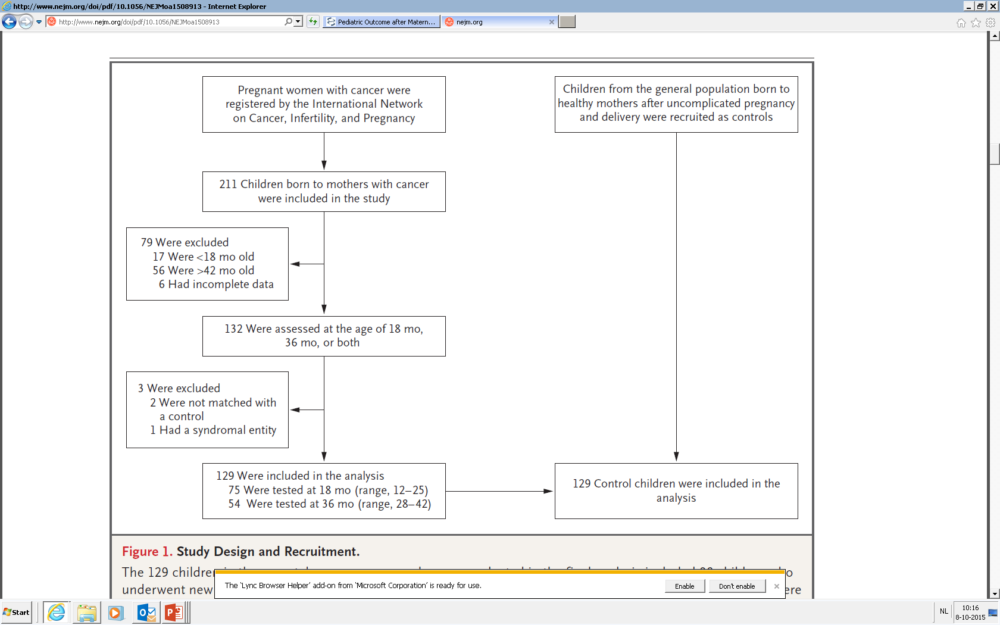 http://www.nejm.org/doi/pdf/10.1056/NEJMoa1508913 - Internet Explorer
http://www.nejm.org/doi/pdf/10.1056/NEJMoa1508913
Pediatric Outcome after Matern...
nejm.org
Pregnant women with cancer were
registered by the International Network
on Cancer, Infertility, and Pregnancy
Children from the general population born to
healthy mothers after uncomplicated pregnancy
and delivery were recruited as controls
211 Children born to mothers with cancer
were included in the study
79 Were excluded
17 Were <18 mo old
56 Were >42 mo old
6 Had incomplete data
132 Were assessed at the age of 18 mo,
36 mo, or both
3 Were excluded
2 Were not matched with
a control
1 Had a syndromal entity
129 Were included in the analysis
75 Were tested at 18 mo (range, 12–25)
54 Were tested at 36 mo (range, 28–42)
129 Control children were included in the
analysis
Figure 1. Study Design and Recruitment.
The 129 children
underwent new
The 'Lync Browser Helper' add-on from 'Microsoft Corporation' is ready for use.
Enable
Don't enable
Start
NL
10:16
8-10-2015